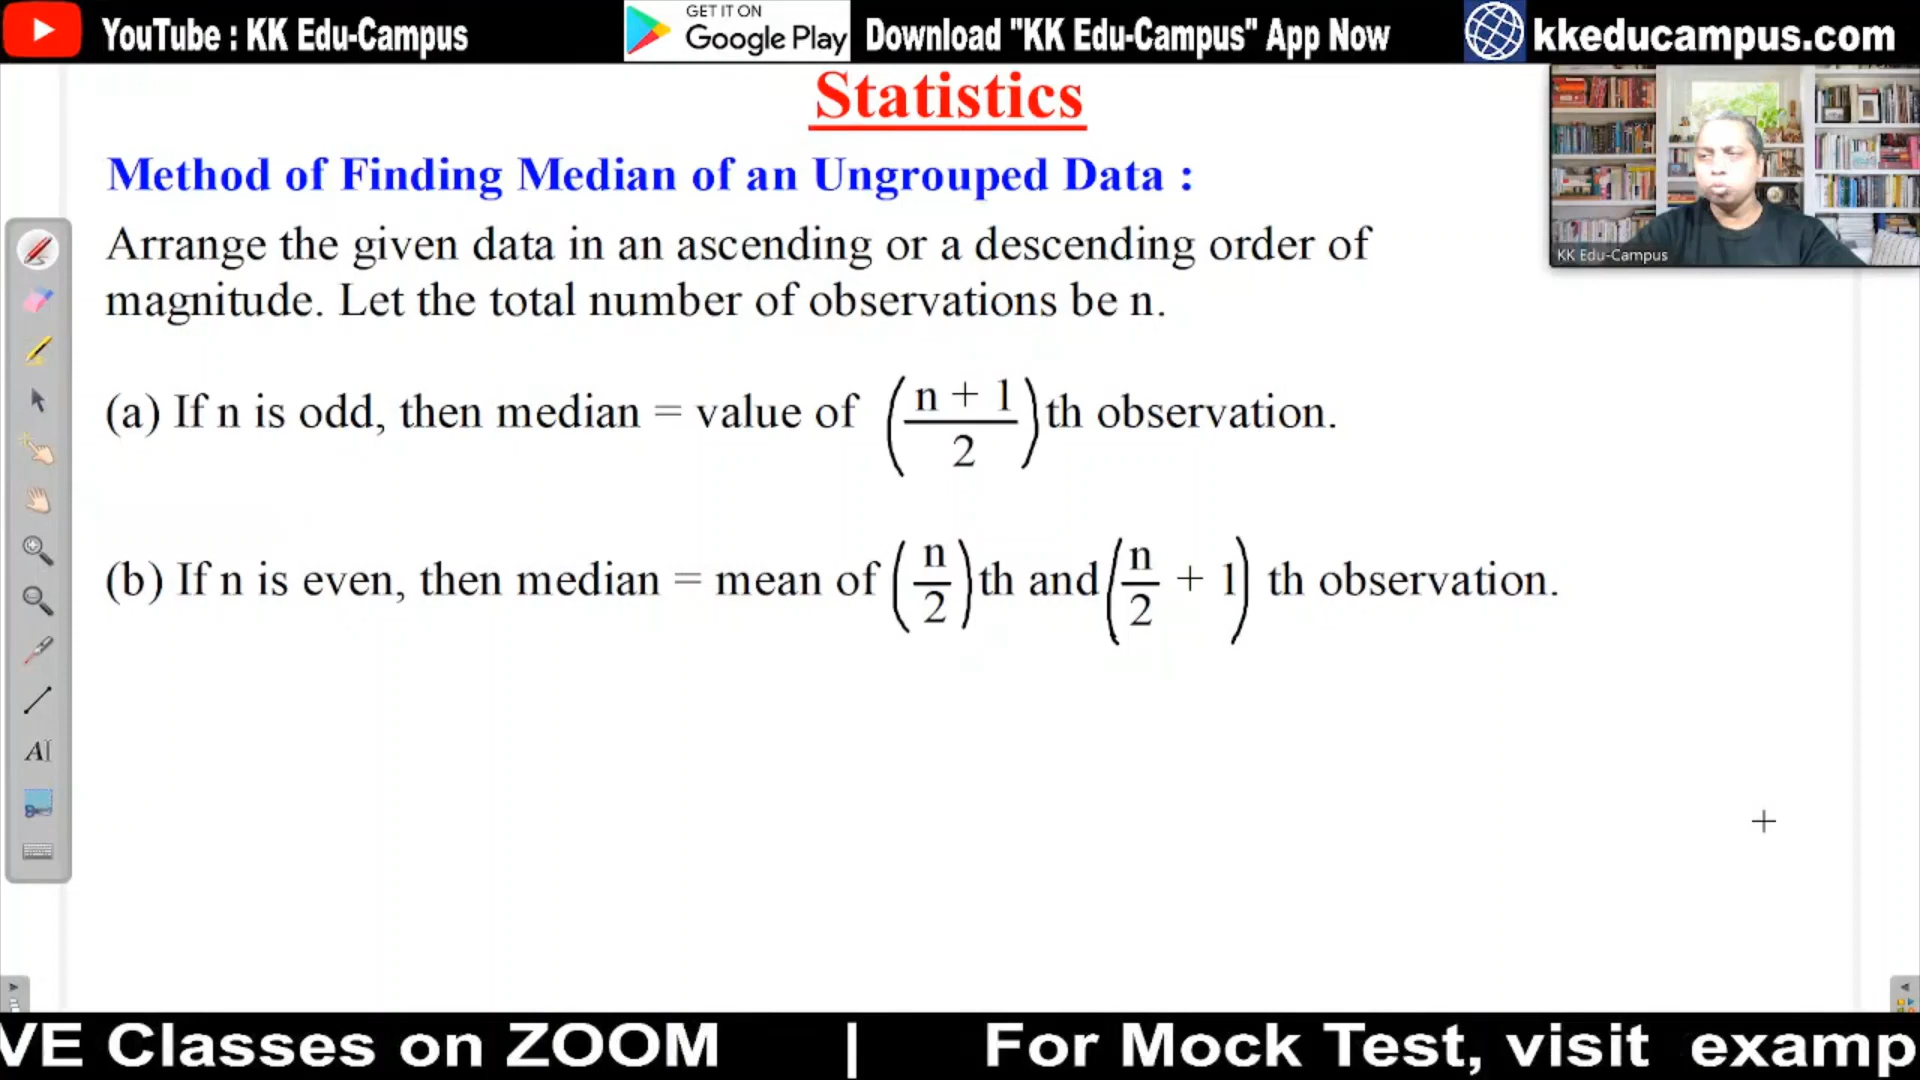 YouTube : KK Edu-Campus
GET IT ON
Google Play
Download "KK Edu-Campus" App Now
kkeducampus.com
Statistics
KK Edu-Campus
Method of Finding Median of an Ungrouped Data :
Arrange the given data in an ascending or a descending order of
magnitude. Let the total number of observations be n.
(a) If n is odd, then median = value of ((n + 1)/2)th observation.
(b) If n is even, then median = mean of (n/2)th and (n/2 + 1) th observation.
AI
VE Classes on ZOOM | For Mock Test, visit examp